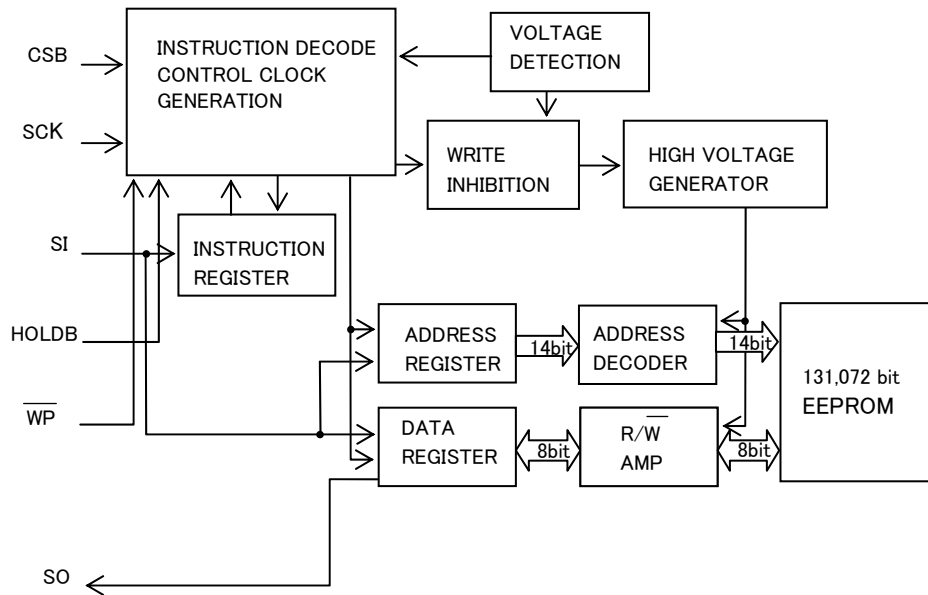 CSB
SCK
SI
HOLDB
W̅P̅
SO
INSTRUCTION DECODE
CONTROL CLOCK
GENERATION
VOLTAGE
DETECTION
WRITE
INHIBITION
HIGH VOLTAGE
GENERATOR
INSTRUCTION
REGISTER
ADDRESS
REGISTER
14bit
ADDRESS
DECODER
14bit
131,072 bit
EEPROM
DATA
REGISTER
8bit
R/W̅
AMP
8bit